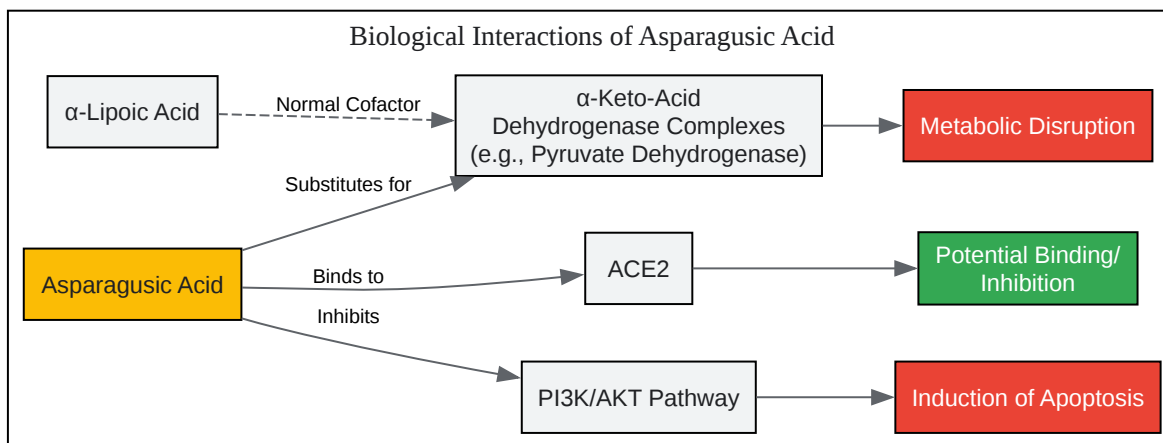 Biological Interactions of Asparagusic Acid
α-Lipoic Acid
Normal Cofactor
α-Keto-Acid
Dehydrogenase Complexes
(e.g., Pyruvate Dehydrogenase)
Metabolic Disruption
Substitutes for
Asparagusic Acid
Binds to
ACE2
Potential Binding/
Inhibition
Inhibits
PI3K/AKT Pathway
Induction of Apoptosis